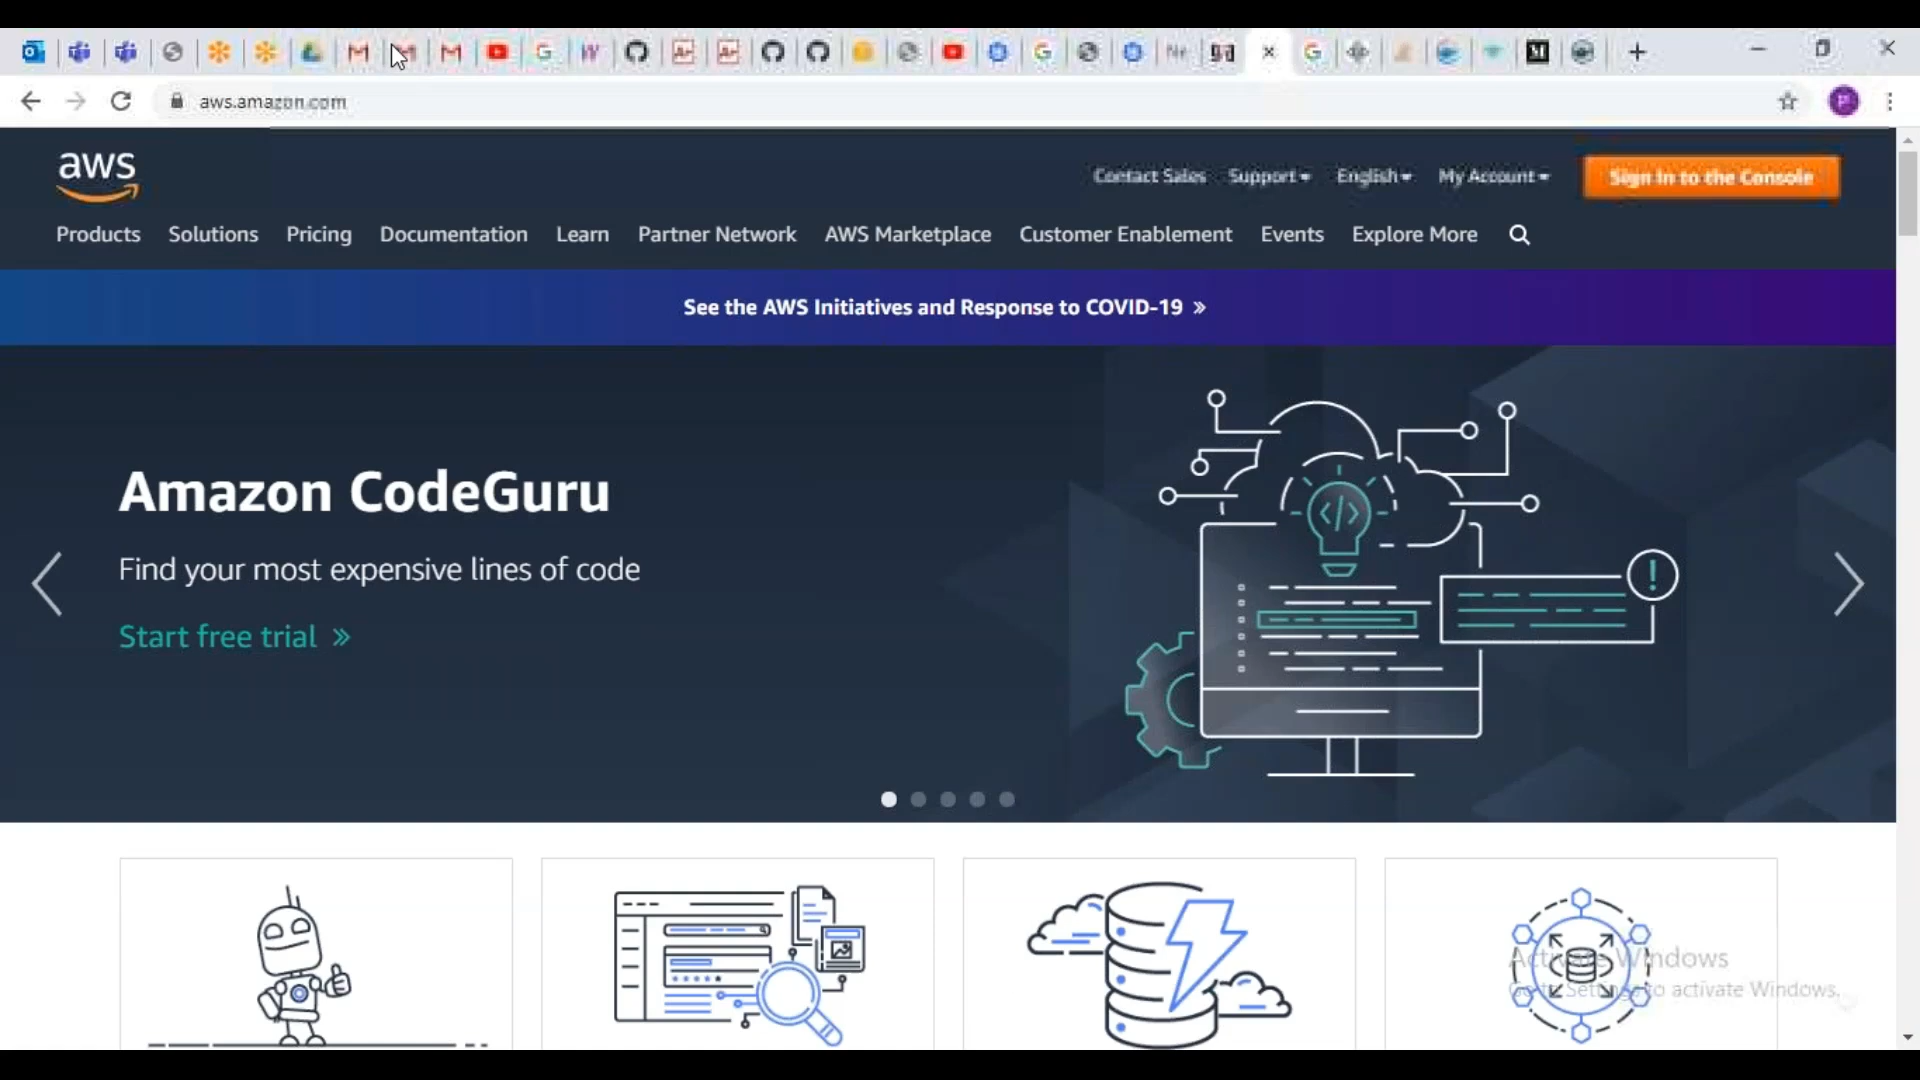 aws.amazon.com
aws
Contact Sales Support English My Account Sign In to the Console
Products Solutions Pricing Documentation Learn Partner Network AWS Marketplace Customer Enablement Events Explore More
See the AWS Initiatives and Response to COVID-19 »
Amazon CodeGuru
Find your most expensive lines of code
Start free trial »
Activate Windows
Go to Settings to activate Windows.